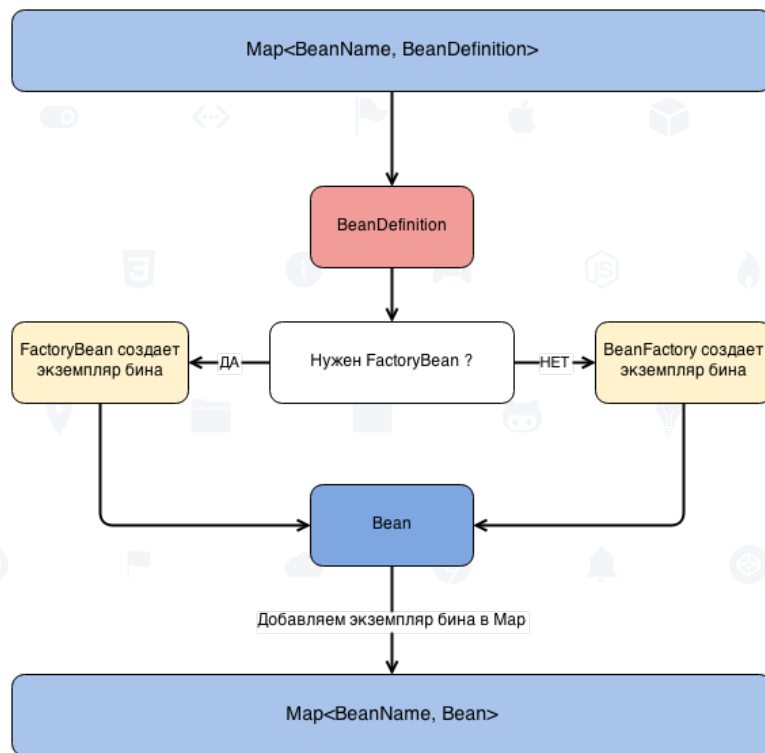 Map<BeanName, BeanDefinition>
BeanDefinition
FactoryBean создает
экземпляр бина
ДА
Нужен FactoryBean ?
НЕТ
BeanFactory создает
экземпляр бина
Bean
Добавляем экземпляр бина в Map
Map<BeanName, Bean>